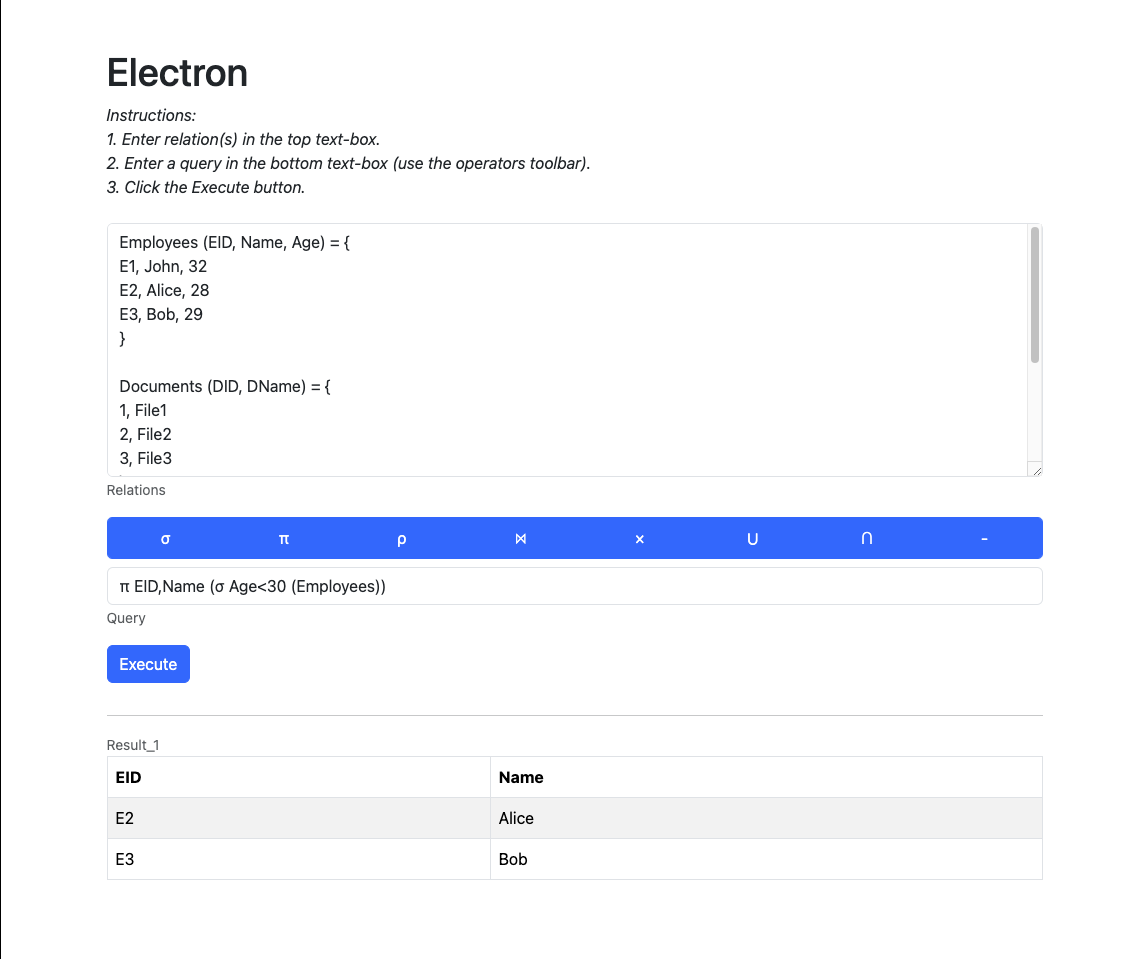 Electron
Instructions:
1. Enter relation(s) in the top text-box.
2. Enter a query in the bottom text-box (use the operators toolbar).
3. Click the Execute button.
Employees (EID, Name, Age) = {
E1, John, 32
E2, Alice, 28
E3, Bob, 29
}
Documents (DID, DName) = {
1, File1
2, File2
3, File3
Relations
σ π ρ ⋈ × ∪ ∩ -
π EID,Name (σ Age<30 (Employees))
Query
Execute
Result_1
EID Name
E2 Alice
E3 Bob